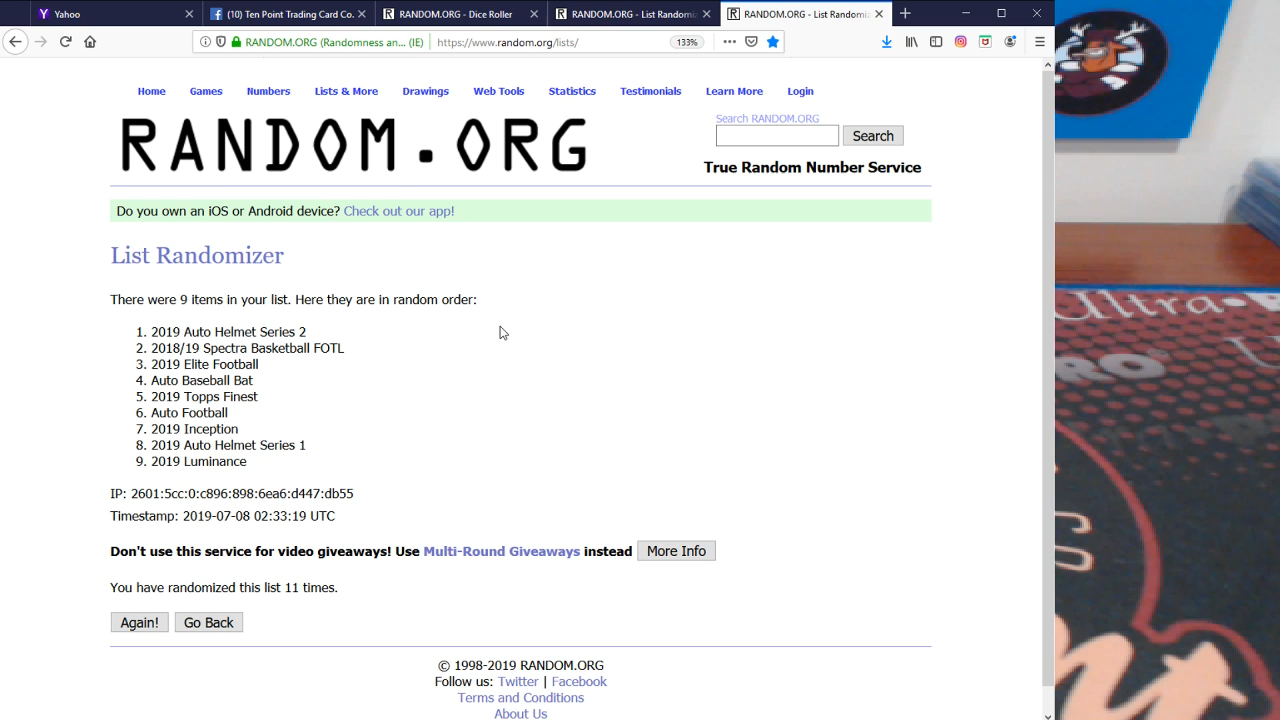 Yahoo
(10) Ten Point Trading Card Co.
RANDOM.ORG - Dice Roller
RANDOM.ORG - List Randomiz
RANDOM.ORG - List Randomiz
RANDOM.ORG (Randomness an... (IE)
https://www.random.org/lists/
133%
Home Games Numbers Lists & More Drawings Web Tools Statistics Testimonials Learn More Login
RANDOM.ORG
Search RANDOM.ORG
Search
True Random Number Service
Do you own an iOS or Android device? Check out our app!
List Randomizer
There were 9 items in your list. Here they are in random order:
1. 2019 Auto Helmet Series 2
2. 2018/19 Spectra Basketball FOTL
3. 2019 Elite Football
4. Auto Baseball Bat
5. 2019 Topps Finest
6. Auto Football
7. 2019 Inception
8. 2019 Auto Helmet Series 1
9. 2019 Luminance
IP: 2601:5cc:0:c896:898:6ea6:d447:db55
Timestamp: 2019-07-08 02:33:19 UTC
Don't use this service for video giveaways! Use Multi-Round Giveaways instead More Info
You have randomized this list 11 times.
Again! Go Back
© 1998-2019 RANDOM.ORG
Follow us: Twitter | Facebook
Terms and Conditions
About Us
Ultra